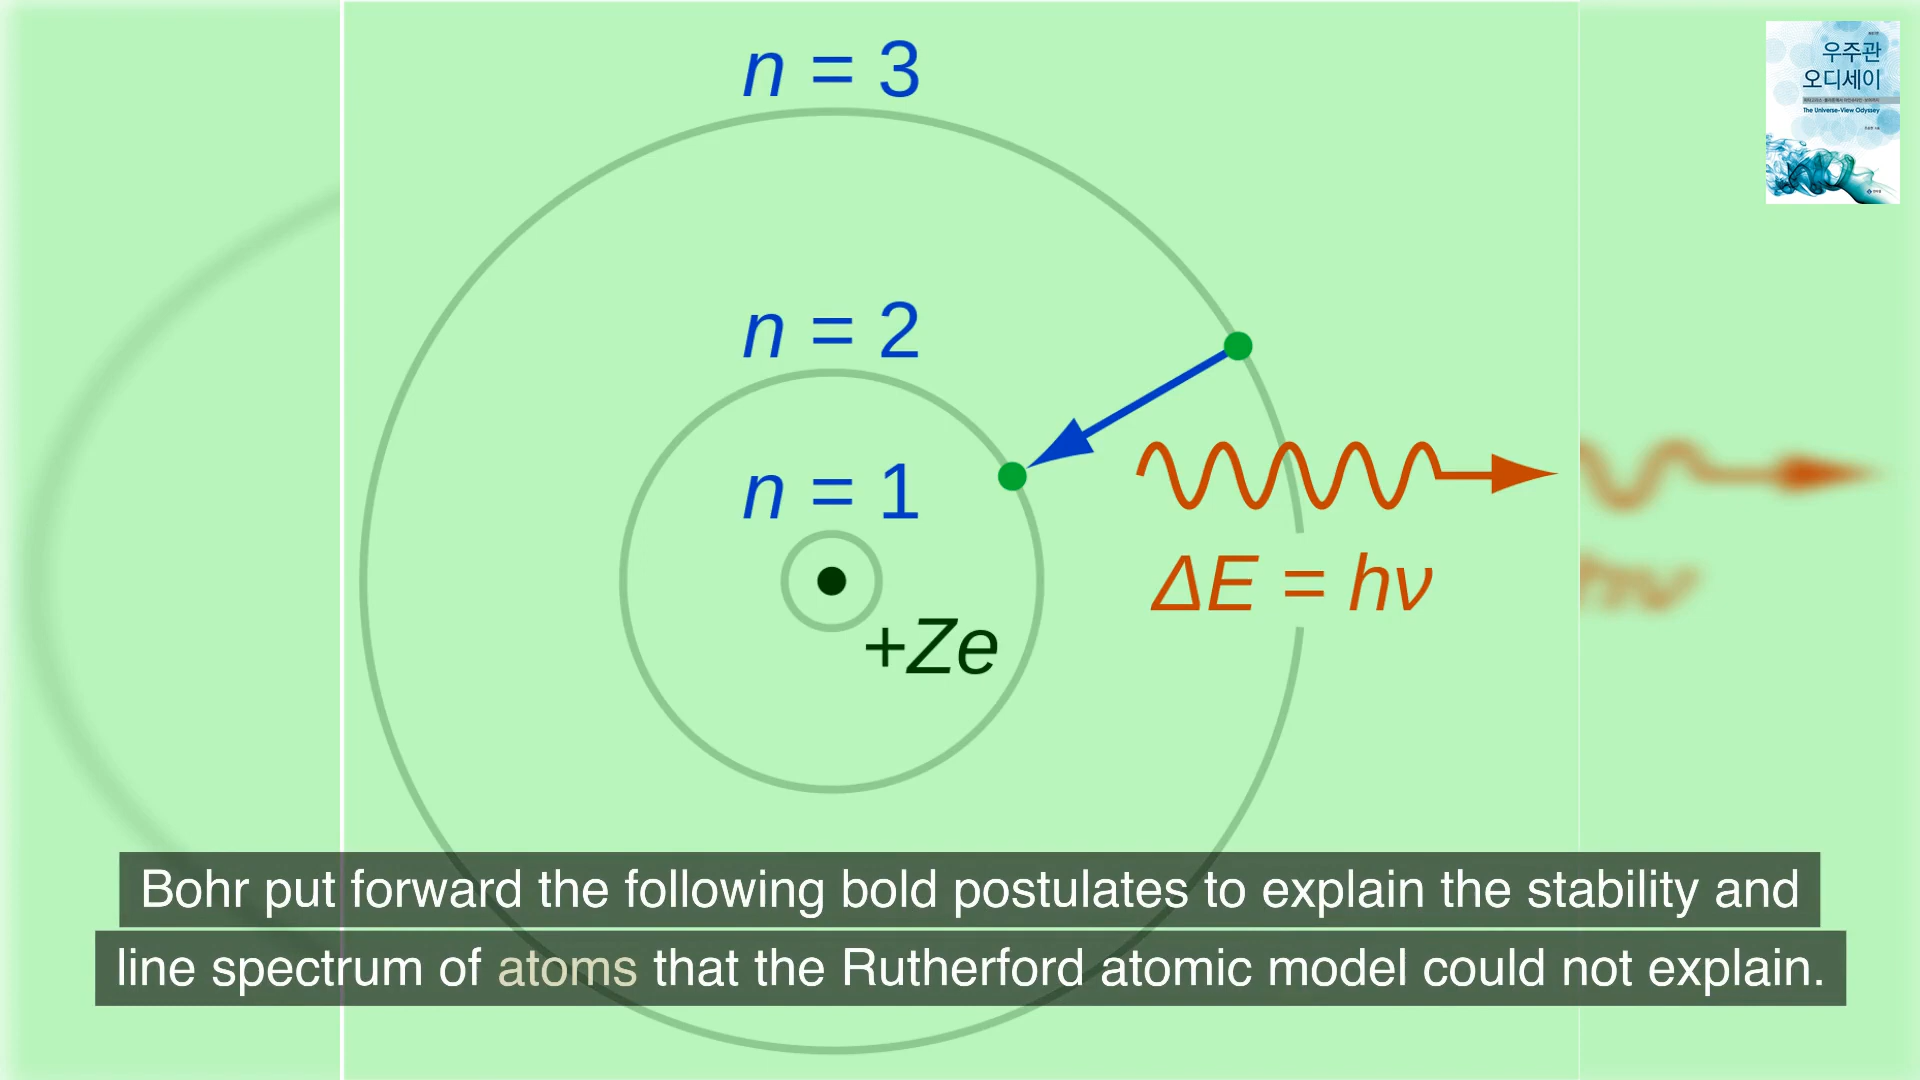 n = 3
n = 2
n = 1
+Ze
ΔE = hν
우주관
오디세이
The Universe-View Odyssey
Bohr put forward the following bold postulates to explain the stability and
line spectrum of atoms that the Rutherford atomic model could not explain.